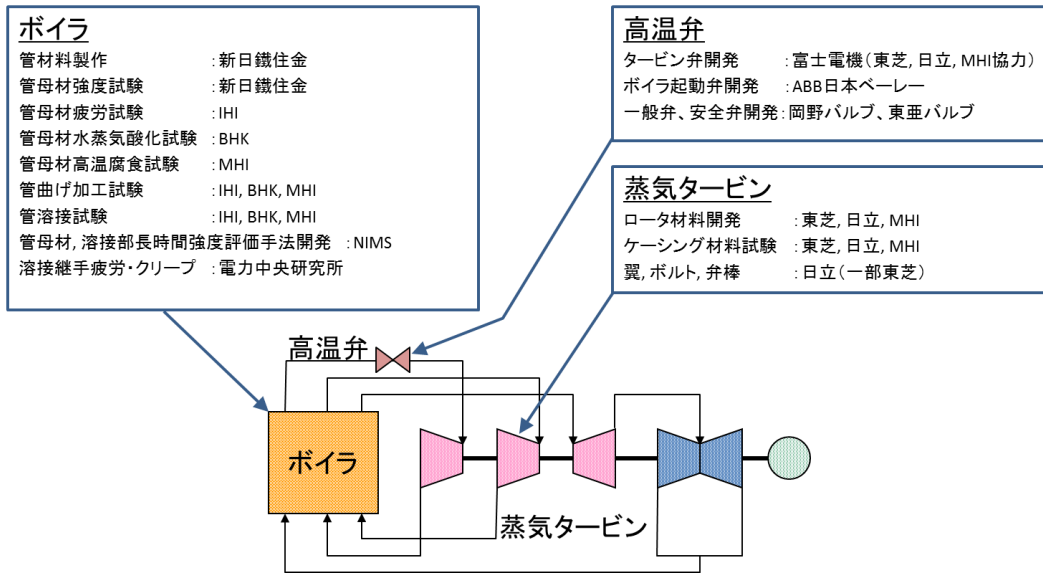 ボイラ
管材料製作 :新日鐵住金
管母材強度試験 :新日鐵住金
管母材疲労試験 :IHI
管母材水蒸気酸化試験 :BHK
管母材高温腐食試験 :MHI
管曲げ加工試験 :IHI, BHK, MHI
管溶接試験 :IHI, BHK, MHI
管母材, 溶接部長時間強度評価手法開発 :NIMS
溶接継手疲労・クリープ :電力中央研究所
高温弁
タービン弁開発 :富士電機(東芝, 日立, MHI協力)
ボイラ起動弁開発 :ABB日本ベーレー
一般弁、安全弁開発:岡野バルブ、東亜バルブ
蒸気タービン
ロータ材料開発 :東芝, 日立, MHI
ケーシング材料試験 :東芝, 日立, MHI
翼, ボルト, 弁棒 :日立(一部東芝)
高温弁
ボイラ
蒸気タービン